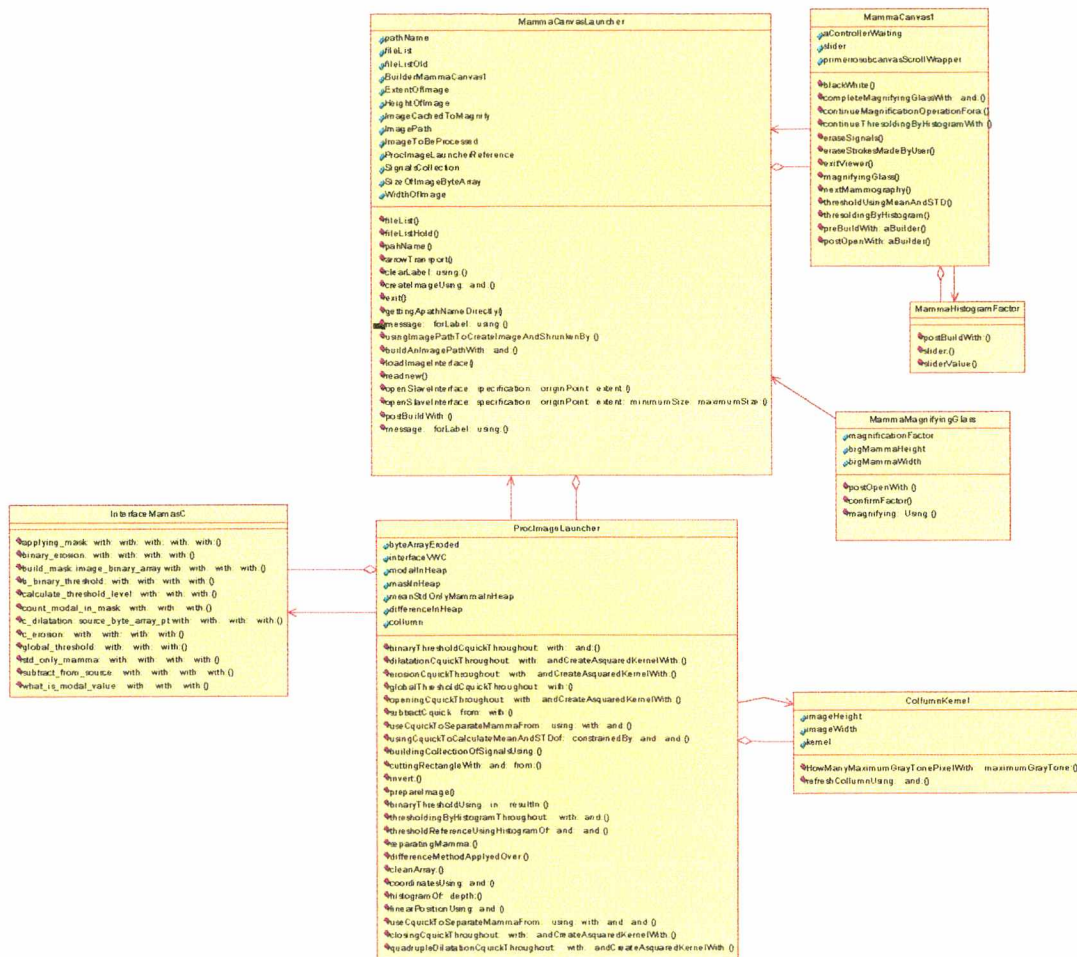 MammaCanvasLauncher
pathName
fileList
fileListOld
BuilderMammaCanvas1
ExtentOfImage
HeightOfImage
ImageCachedToMagnify
ImagePath
ImageToBeProcessed
ProcImageLauncherReference
SignalsCollection
SizeOfImageByteArray
WidthOfImage
fileList()
fileListHold()
pahName()
arrowTransport()
clearLabel: using:()
createImageUsing: and:()
exit()
gettingApathNameDirectly()
message: forLabel: using:()
usingImagePathToCreateImageAndShrunkenBy:()
buildAnImagePathWith: and:()
loadImageInterface()
readnew()
openSlaveInterface: specification: originPoint: extent:()
openSlaveInterface: specification: originPoint: extent: minimumSize: maximumSize:()
postBuildWith:()
message: forLabel: using:()
MammaCanvas1
aControllerWaiting
slider
primeirosubcanvasScrollWrapper
blackWhite()
completeMagnifyingGlassWith: and:()
continueMagnificationOperationFora:()
continueThresoldingByHistogramWith:()
eraseSignals()
eraseStrokesMadeByUser()
exitViewer()
magnifyingGlass()
nextMammography()
thresholdUsingMeanAndSTD()
thresoldingByHistogram()
preBuildWith: aBuilder()
postOpenWith: aBuilder()
MammaHistogramFactor
postBuildWith:()
slider:()
sliderValue()
MammaMagnifyingGlass
magnificationFactor
bigMammaHeight
bigMammaWidth
postOpenWith:()
confirmFactor()
magnifying: Using:()
InterfaceMamasC
applying_mask: with: with: with: with:()
binary_erosion: with: with: with: with:()
build_mask:image_binary_array with: with: with: with:()
b_binary_threshold: with: with: with:()
calculate_threshold_level: with: with: with:()
count_modal_in_mask: with: with: with:()
c_dilatation: source_byte_array_pt with: with: with: with:()
c_erosion: with: with: with: with:()
global_threshold: with: with: with:()
std_only_mamma: with: with: with: with:()
subtract_from_source: with: with: with:()
what_is_modal_value: with: with: with:()
ProcImageLauncher
byteArrayEroded
interfaceVWC
modalInHeap
maskInHeap
meanStdOnlyMammaInHeap
differenceInHeap
collumn
binaryThresholdCquickThroughout: with: and:()
dilatationCquickThroughout: with: andCreateAsquaredKernelWith:()
erosionCquickThroughout: with: andCreateAsquaredKernelWith:()
globalThresholdCquickThroughout: with:()
openingCquickThroughout: with: andCreateAsquaredKernelWith:()
subtractCquick: from: with:()
useCquickToSeparateMammaFrom: using: with: and:()
usingCquickToCalculateMeanAndSTDof: constrainedBy: and: and:()
buildingCollectionOfSignalsUsing:()
cuttingRectangleWith: and: from:()
invert:()
prepareImage()
binaryThresholdUsing: in: resultIn:()
thresholdingByHistogramThroughout: with: and:()
thresholdReferenceUsingHistogramOf: and: and:()
separatingMamma:()
differenceMethodApplyedOver:()
cleanArray:()
coordinatesUsing: and:()
histogramOf: depth:()
linearPositionUsing: and:()
useCquickToSeparateMammaFrom: using: with: and: and:()
closingCquickThroughout: with: andCreateAsquaredKernelWith:()
quadrupleDilatationCquickThroughout: with: andCreateAsquaredKernelWith:()
CollumnKernel
imageHeight
imageWidth
kernel
HowManyMaximumGrayTonePixelWith: maximumGrayTone:()
refreshCollumnUsing: and:()